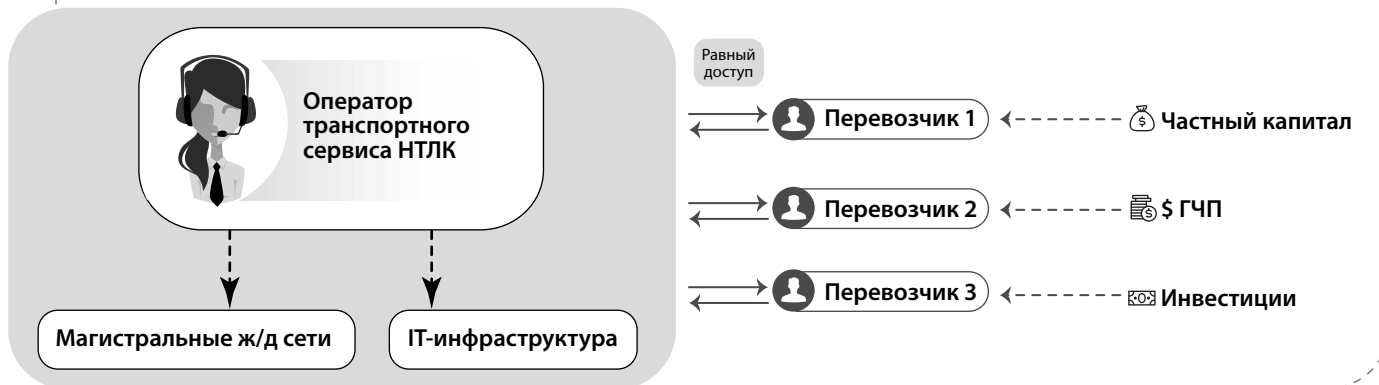 Оператор
транспортного
сервиса НТЛК
Магистральные ж/д сети
IT-инфраструктура
Равный
доступ
Перевозчик 1
$ Частный капитал
Перевозчик 2
$ $ ГЧП
Перевозчик 3
Инвестиции